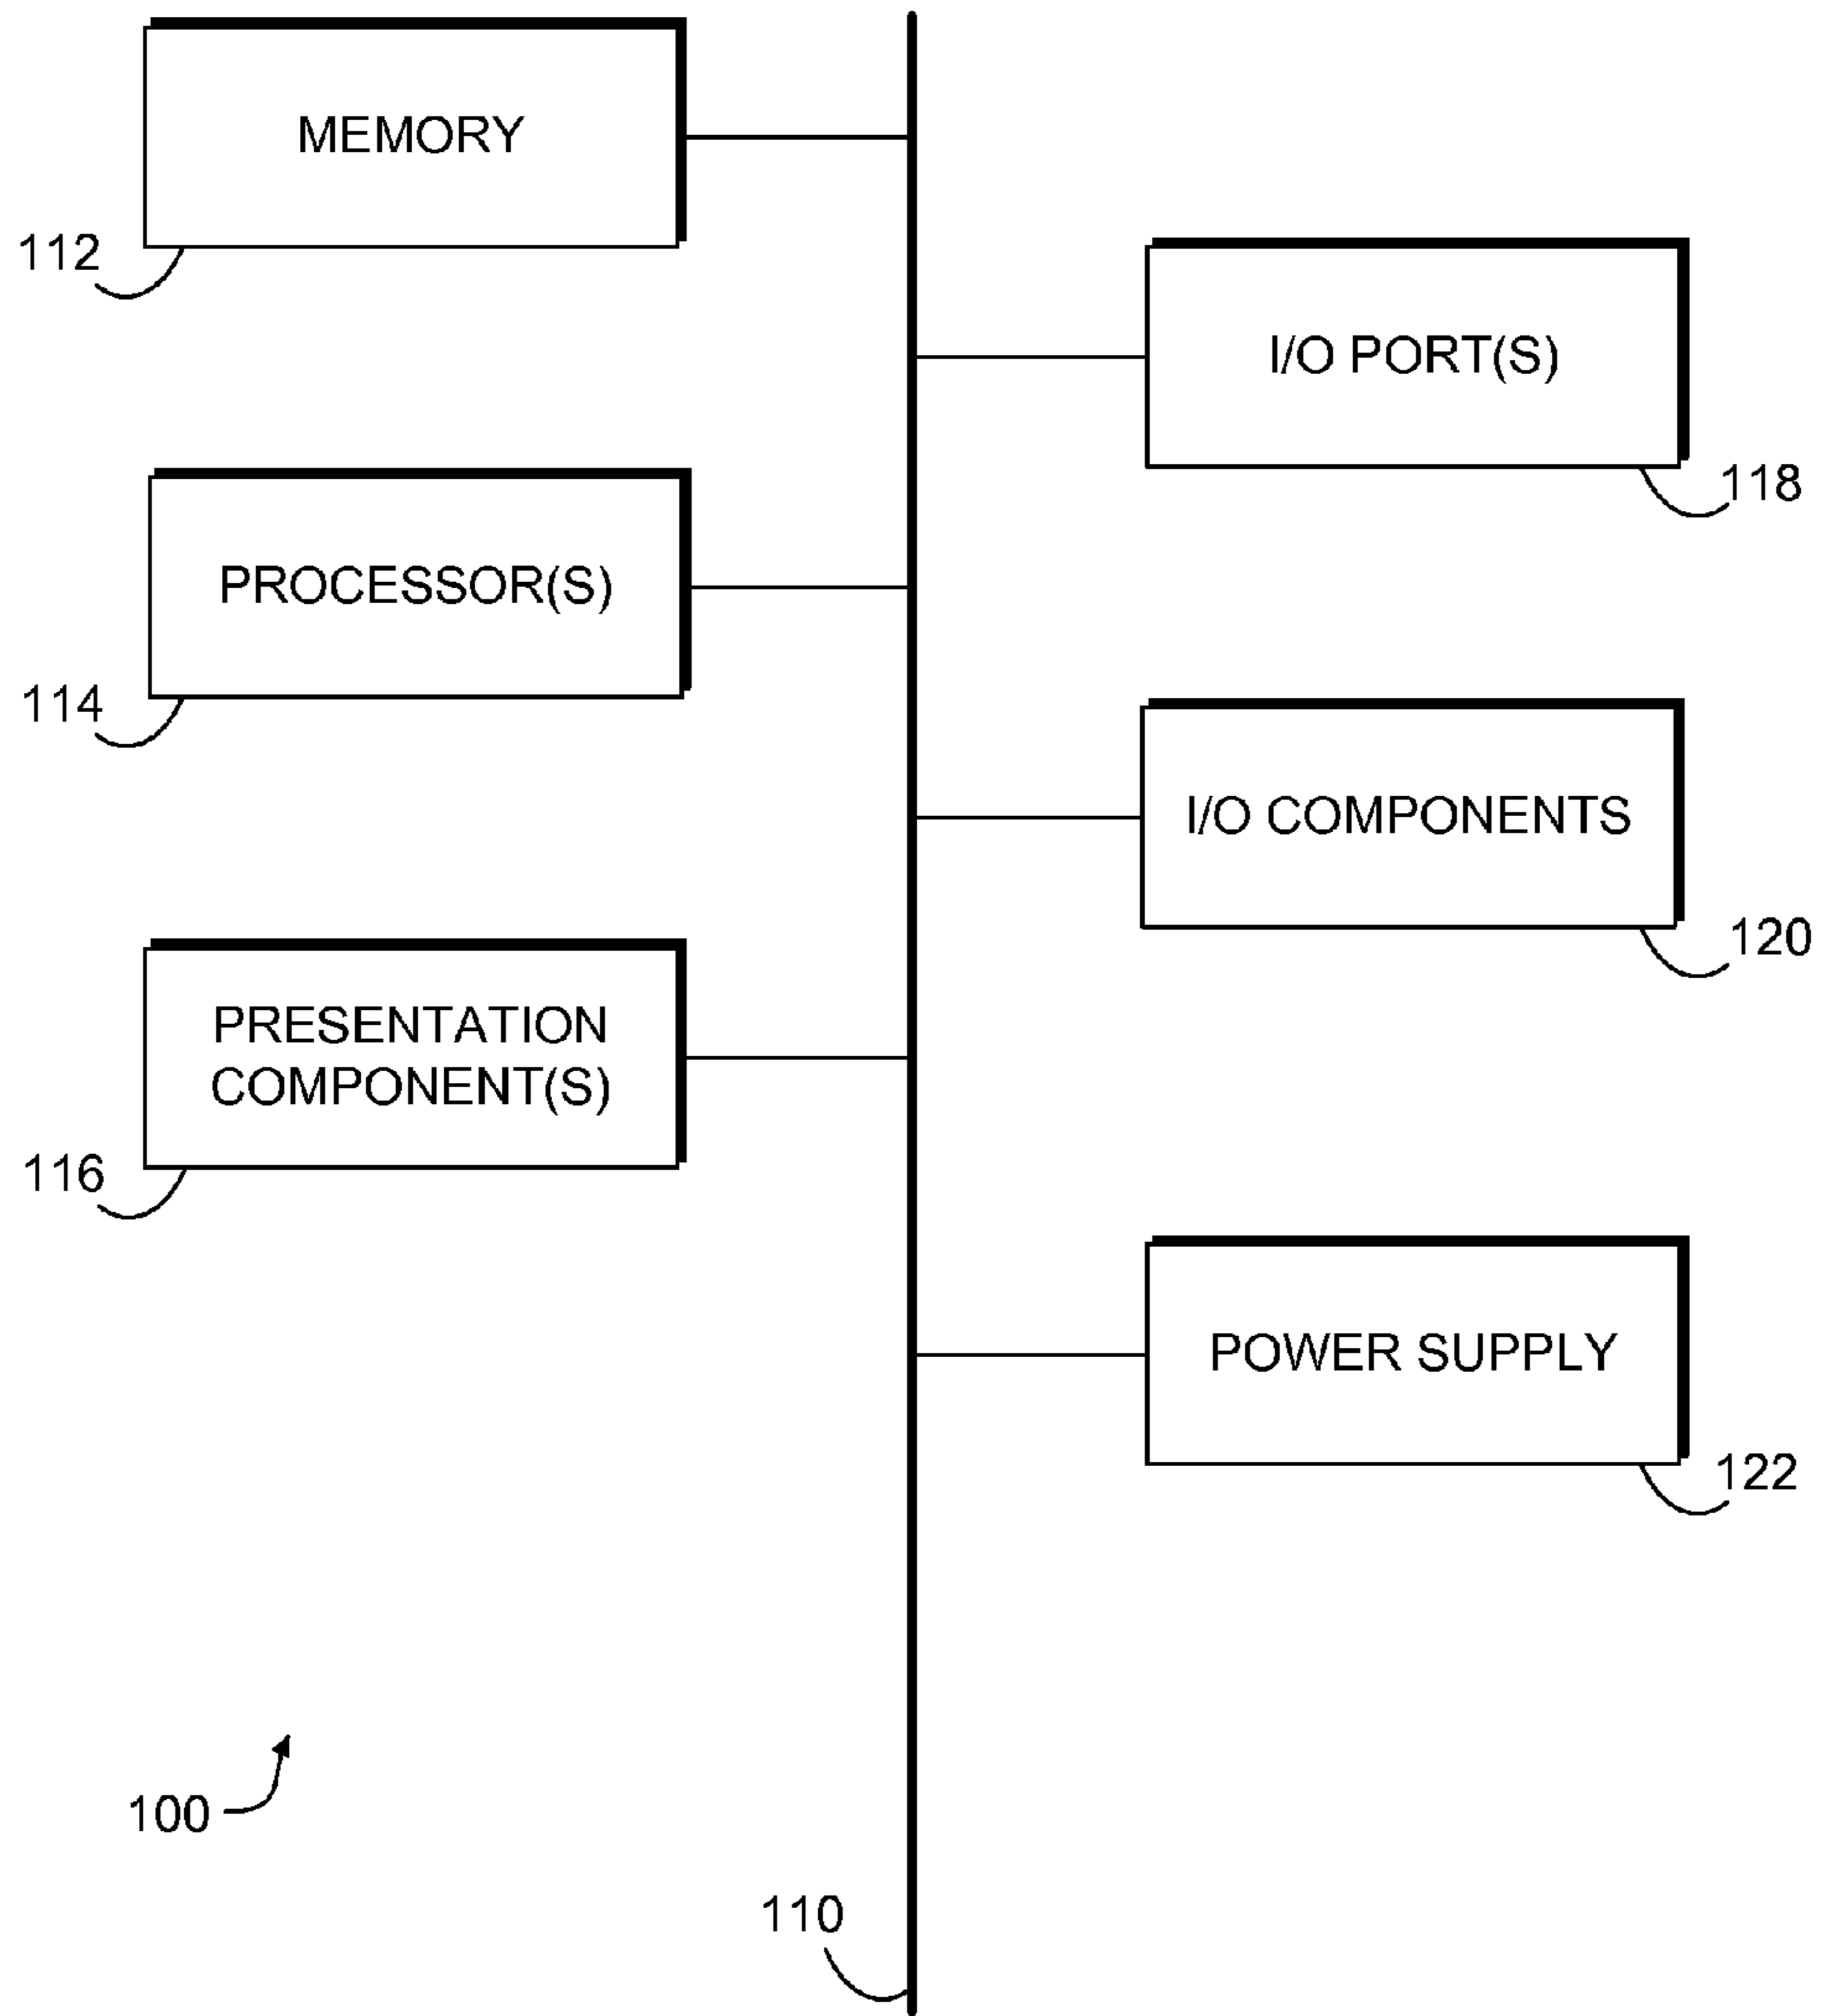 MEMORY
112
I/O PORT(S)
118
PROCESSOR(S)
114
I/O COMPONENTS
120
PRESENTATION
COMPONENT(S)
116
POWER SUPPLY
122
100
110